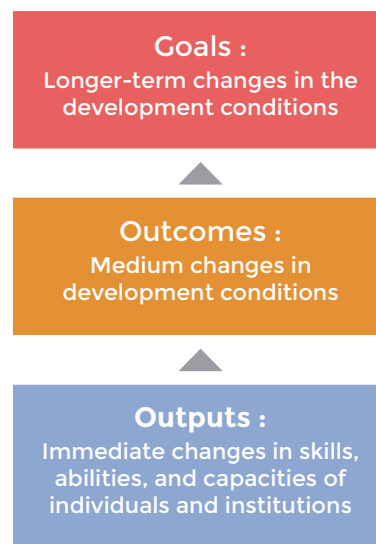 Goals :
Longer-term changes in the
development conditions
Outcomes :
Medium changes in
development conditions
Outputs :
Immediate changes in skills,
abilities, and capacities of
individuals and institutions